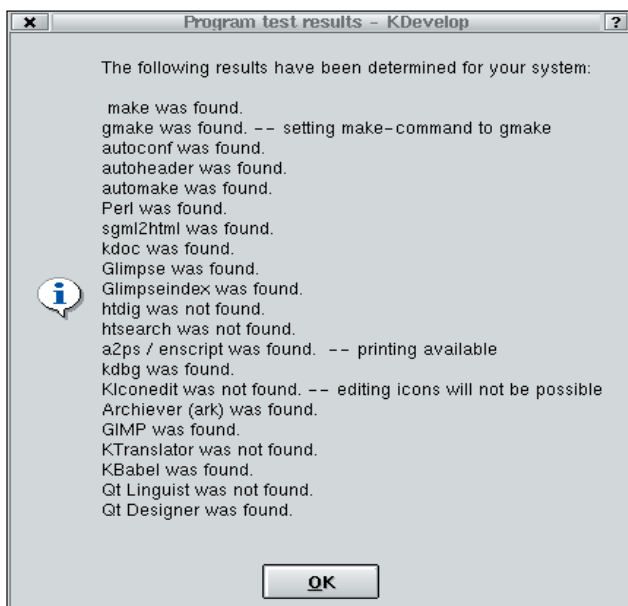 Program test results - KDevelop
?
The following results have been determined for your system:
make was found.
gmake was found. -- setting make-command to gmake
autoconf was found.
autoheader was found.
automake was found.
Perl was found.
sgml2html was found.
kdoc was found.
Glimpse was found.
Glimpseindex was found.
htdig was not found.
htsearch was not found.
a2ps / enscript was found. -- printing available
kdbg was found.
KIconedit was not found. -- editing icons will not be possible
Archiever (ark) was found.
GIMP was found.
KTranslator was not found.
KBabel was found.
Qt Linguist was not found.
Qt Designer was found.
OK